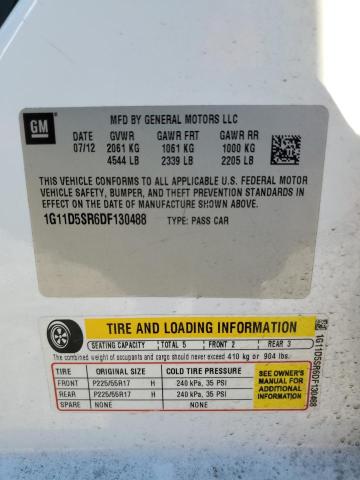 GM
MFD BY GENERAL MOTORS LLC
DATE GVWR GAWR FRT GAWR RR
07/12 2061 KG 1061 KG 1000 KG
4544 LB 2339 LB 2205 LB
THIS VEHICLE CONFORMS TO ALL APPLICABLE U.S. FEDERAL MOTOR
VEHICLE SAFETY, BUMPER, AND THEFT PREVENTION STANDARDS IN
EFFECT ON THE DATE OF MANUFACTURE SHOWN ABOVE.
1G11D5SR6DF130488 TYPE: PASS CAR
TIRE AND LOADING INFORMATION
SEATING CAPACITY TOTAL 5 FRONT 2 REAR 3
The combined weight of occupants and cargo should never exceed 410 kg or 904 lbs.
TIRE ORIGINAL SIZE COLD TIRE PRESSURE
FRONT P225/55R17 H 240 kPa, 35 PSI
REAR P225/55R17 H 240 kPa, 35 PSI
SPARE NONE NONE
SEE OWNER'S
MANUAL FOR
ADDITIONAL
INFORMATION
1G11D5SR6DF130488